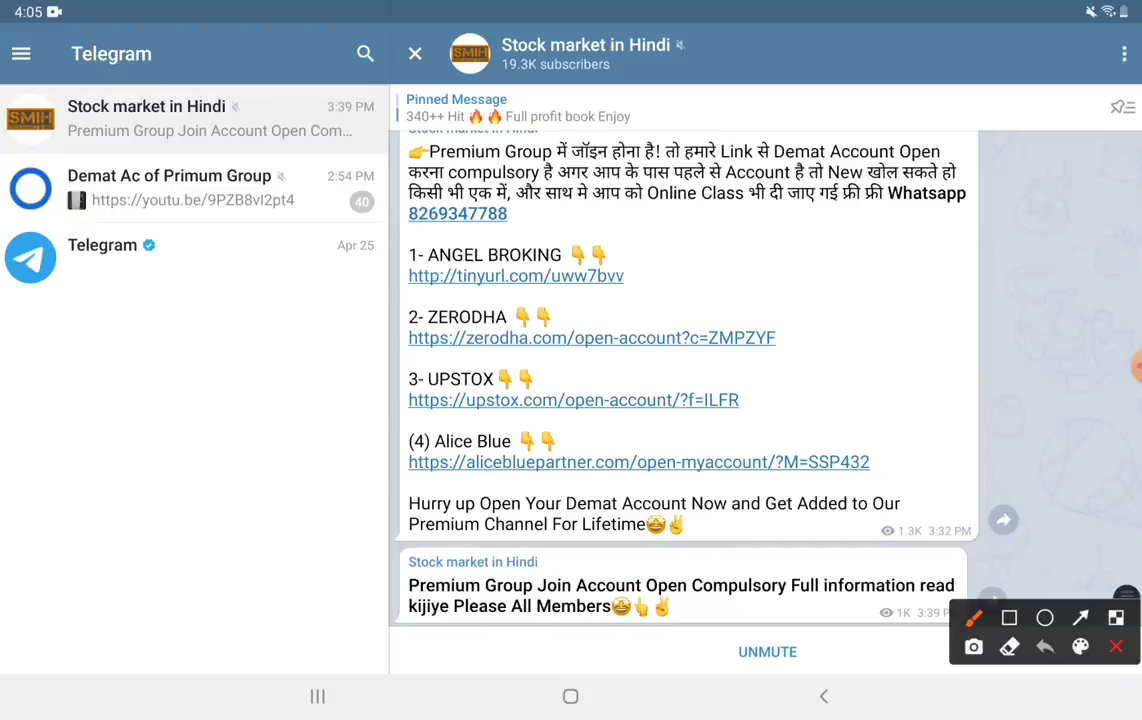 4:05
Telegram
Stock market in Hindi
19.3K subscribers
SMIH
Stock market in Hindi
3:39 PM
Premium Group Join Account Open Com...
Demat Ac of Primum Group
2:54 PM
https://youtu.be/9PZB8vI2pt4
40
Telegram
Apr 25
Pinned Message
340++ Hit 🔥🔥 Full profit book Enjoy
Stock market in Hindi
👉Premium Group में जॉइन होना है! तो हमारे Link से Demat Account Open
करना compulsory है अगर आप के पास पहले से Account है तो New खोल सकते हो
किसी भी एक में, और साथ मे आप को Online Class भी दी जाए गई फ्री फ्री Whatsapp
8269347788
1- ANGEL BROKING 👇👇
http://tinyurl.com/uww7bvv
2- ZERODHA 👇👇
https://zerodha.com/open-account?c=ZMPZYF
3- UPSTOX👇👇
https://upstox.com/open-account/?f=ILFR
(4) Alice Blue 👇👇
https://alicebluepartner.com/open-myaccount/?M=SSP432
Hurry up Open Your Demat Account Now and Get Added to Our
Premium Channel For Lifetime🤩✌
1.3K 3:32 PM
Stock market in Hindi
Premium Group Join Account Open Compulsory Full information read
kijiye Please All Members🤩👆✌
1K 3:39 P
UNMUTE